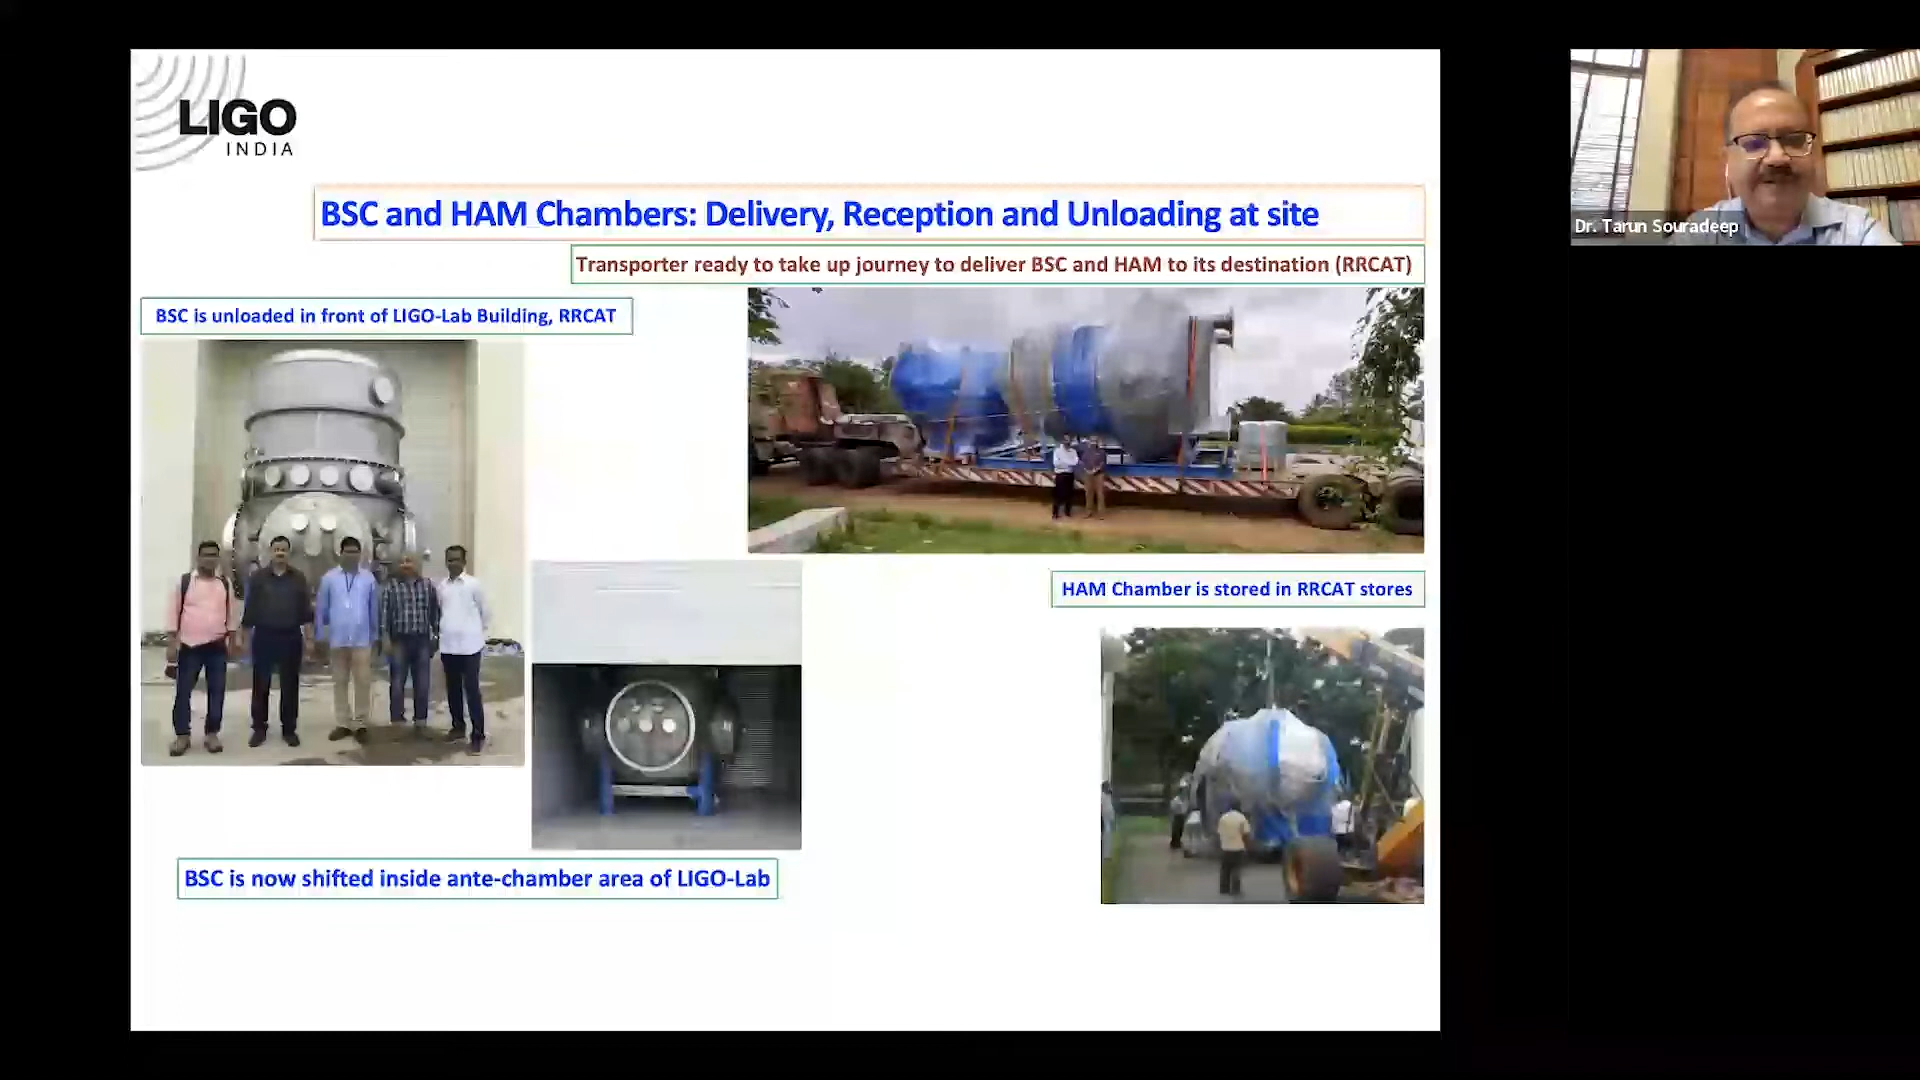 LIGO
INDIA
BSC and HAM Chambers: Delivery, Reception and Unloading at site
Transporter ready to take up journey to deliver BSC and HAM to its destination (RRCAT)
BSC is unloaded in front of LIGO-Lab Building, RRCAT
HAM Chamber is stored in RRCAT stores
BSC is now shifted inside ante-chamber area of LIGO-Lab
Dr. Tarun Souradeep